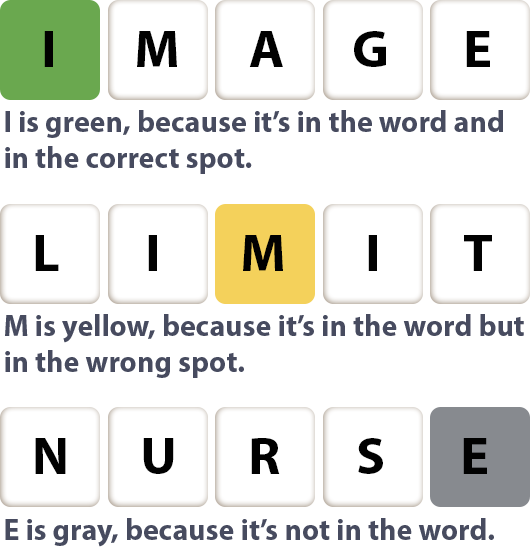 I M A G E
I is green, because it’s in the word and
in the correct spot.
L I M I T
M is yellow, because it’s in the word but
in the wrong spot.
N U R S E
E is gray, because it’s not in the word.